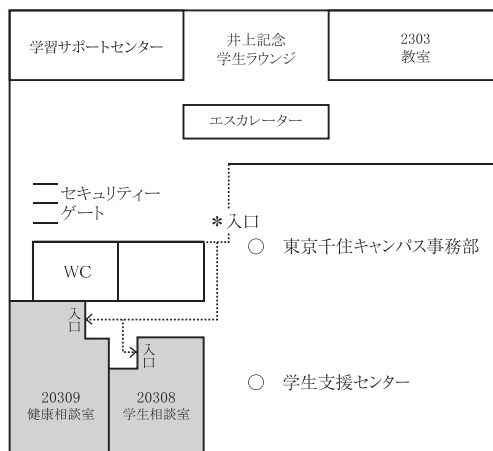 学習サポートセンター
井上記念
学生ラウンジ
2303
教室
エスカレーター
セキュリティー
ゲート
*入口
○ 東京千住キャンパス事務部
WC
入口
入口
○ 学生支援センター
20309
健康相談室
20308
学生相談室